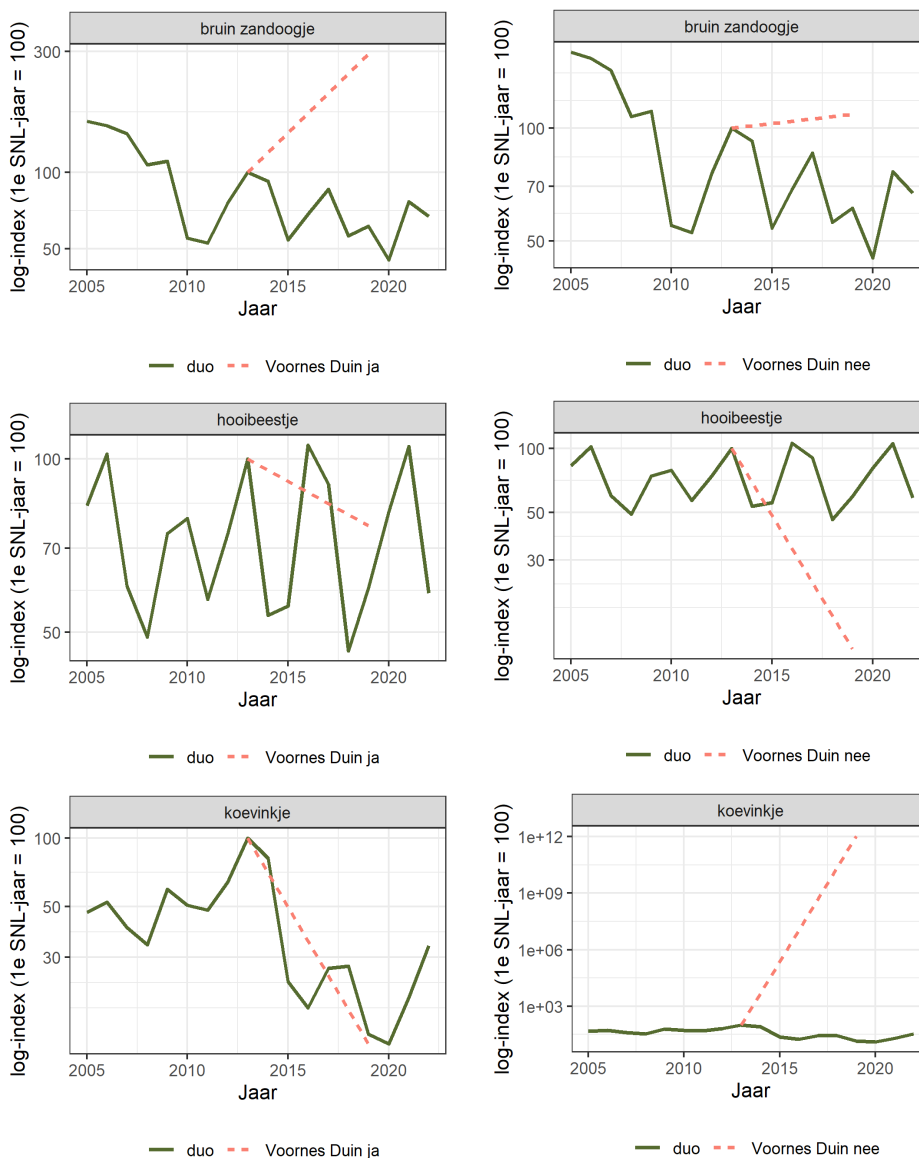 bruin zandoogje
log-index (1e SNL-jaar = 100)
300
100
50
2005
2010
2015
2020
Jaar
duo
Voornes Duin ja
bruin zandoogje
log-index (1e SNL-jaar = 100)
100
70
50
2005
2010
2015
2020
Jaar
duo
Voornes Duin nee
hooibeestje
log-index (1e SNL-jaar = 100)
100
70
50
2005
2010
2015
2020
Jaar
duo
Voornes Duin ja
hooibeestje
log-index (1e SNL-jaar = 100)
100
50
30
2005
2010
2015
2020
Jaar
duo
Voornes Duin nee
koevinkje
log-index (1e SNL-jaar = 100)
100
50
30
2005
2010
2015
2020
Jaar
duo
Voornes Duin ja
koevinkje
log-index (1e SNL-jaar = 100)
1e+12
1e+09
1e+06
1e+03
2005
2010
2015
2020
Jaar
duo
Voornes Duin nee